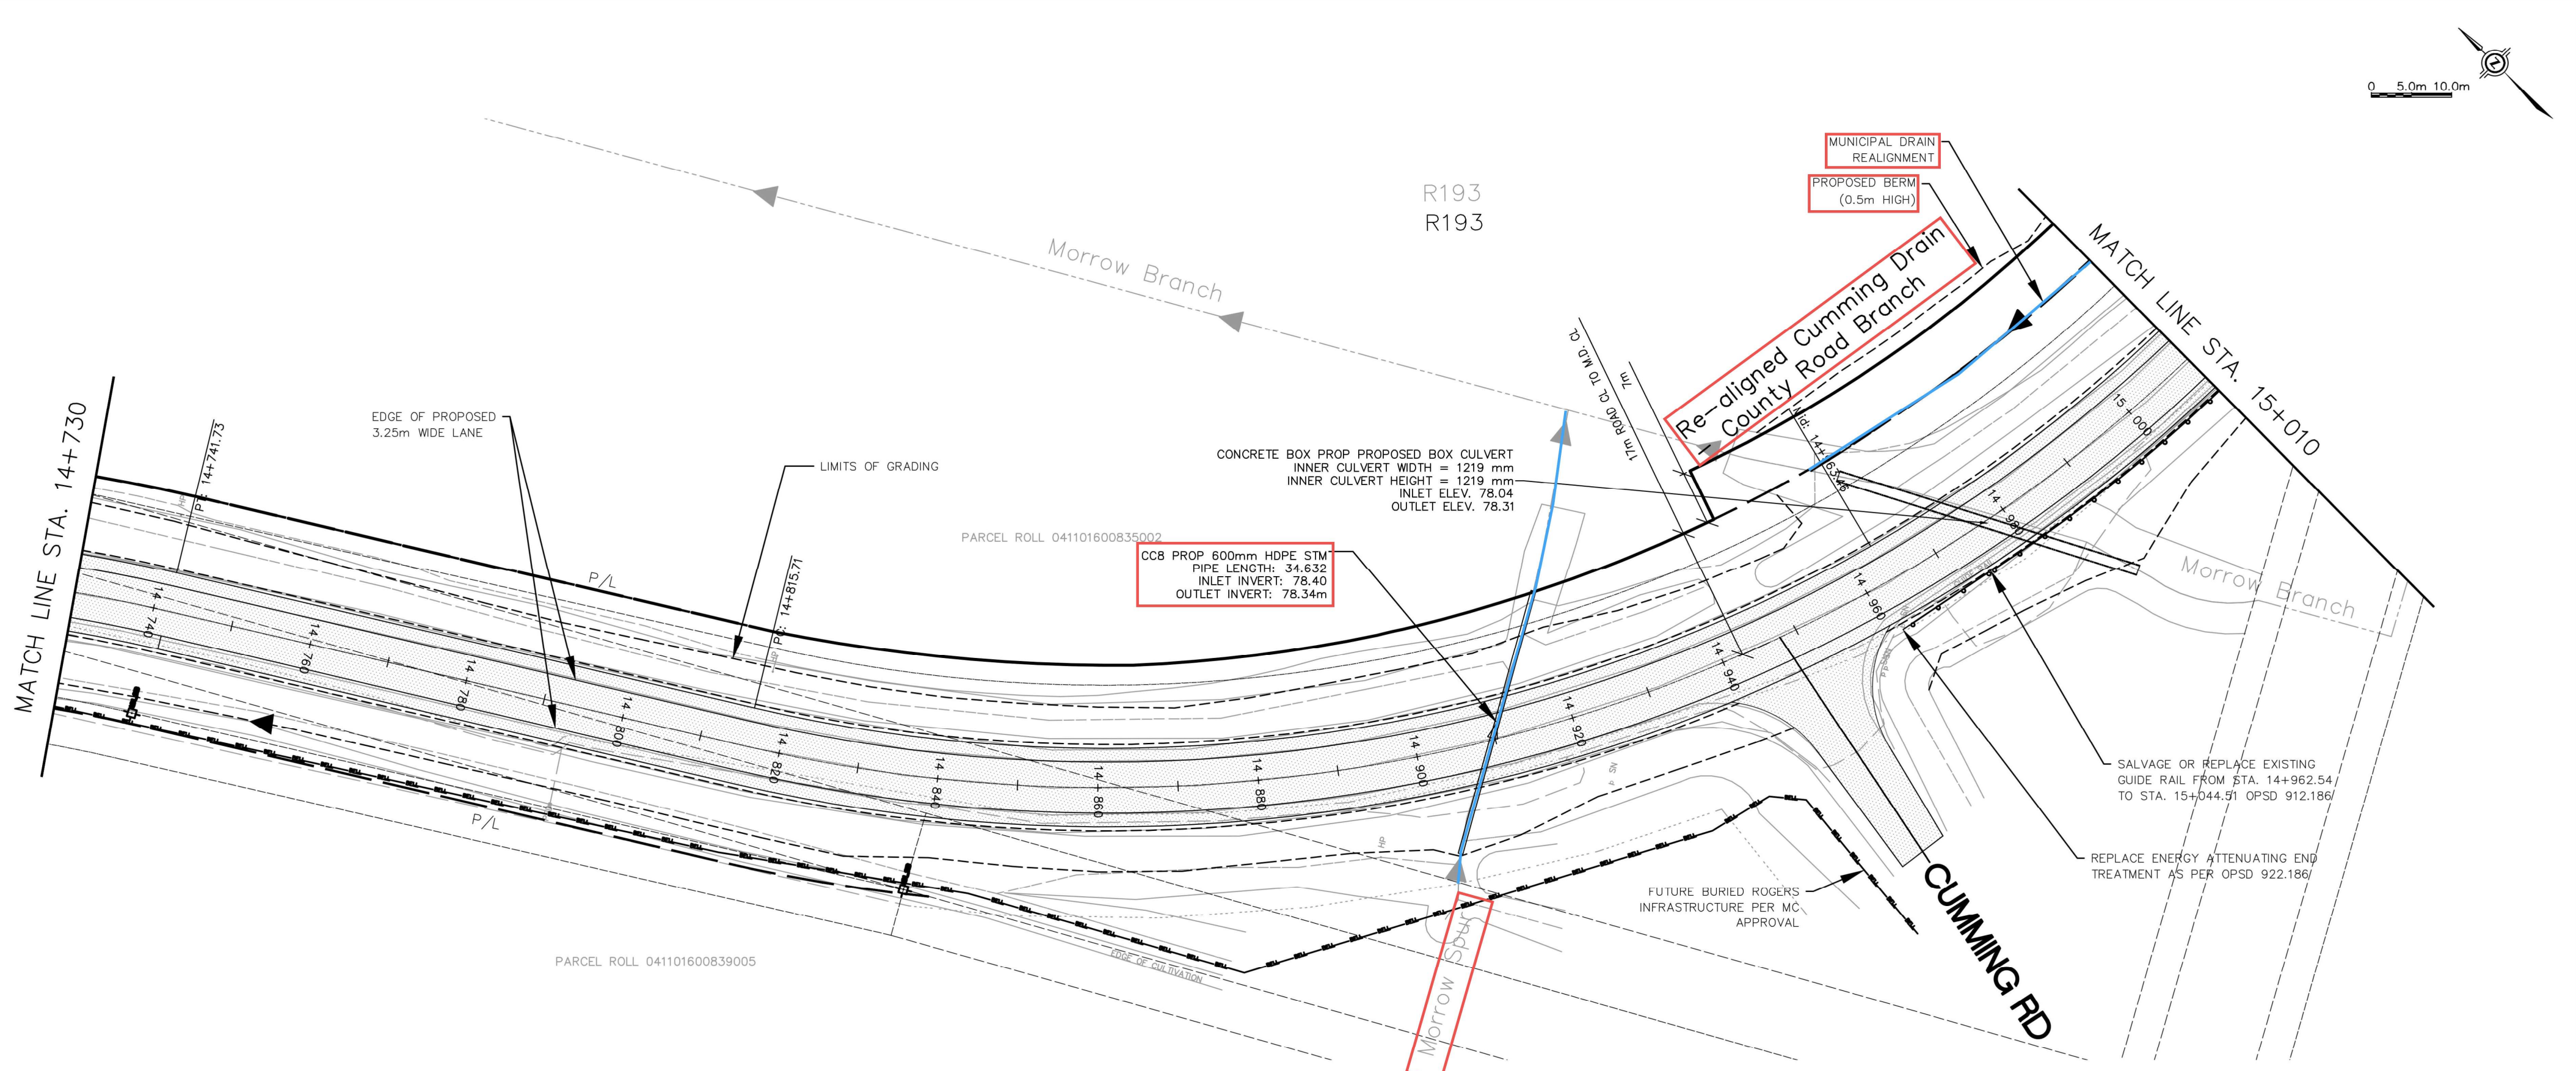 0 5.0m 10.0m
Z
MUNICIPAL DRAIN
REALIGNMENT
PROPOSED BERM
(0.5m HIGH)
R193
R193
Re-aligned Cumming Drain
County Road Branch
MATCH LINE STA. 15+010
Morrow Branch
17m ROAD CL TO M.D. CL
7m
MATCH LINE STA. 14+730
14+741.73
EDGE OF PROPOSED
3.25m WIDE LANE
LIMITS OF GRADING
CONCRETE BOX PROP PROPOSED BOX CULVERT
INNER CULVERT WIDTH = 1219 mm
INNER CULVERT HEIGHT = 1219 mm
INLET ELEV. 78.04
OUTLET ELEV. 78.31
PARCEL ROLL 041101600835002
CC8 PROP 600mm HDPE STM
PIPE LENGTH: 34.632
INLET INVERT: 78.40
OUTLET INVERT: 78.34m
P/L
PC: 14+815.71
14+740
14+760
14+780
14+800
14+820
14+840
14+860
14+880
14+900
14+920
14+940
14+960
14+980
15+000
Morrow Branch
SALVAGE OR REPLACE EXISTING
GUIDE RAIL FROM STA. 14+962.54
TO STA. 15+044.51 OPSD 912.186
REPLACE ENERGY ATTENUATING END
TREATMENT AS PER OPSD 922.186
P/L
HP
FUTURE BURIED ROGERS
INFRASTRUCTURE PER MC
APPROVAL
CUMMING RD
Morrow Spur
EDGE OF CULTIVATION
PARCEL ROLL 041101600839005